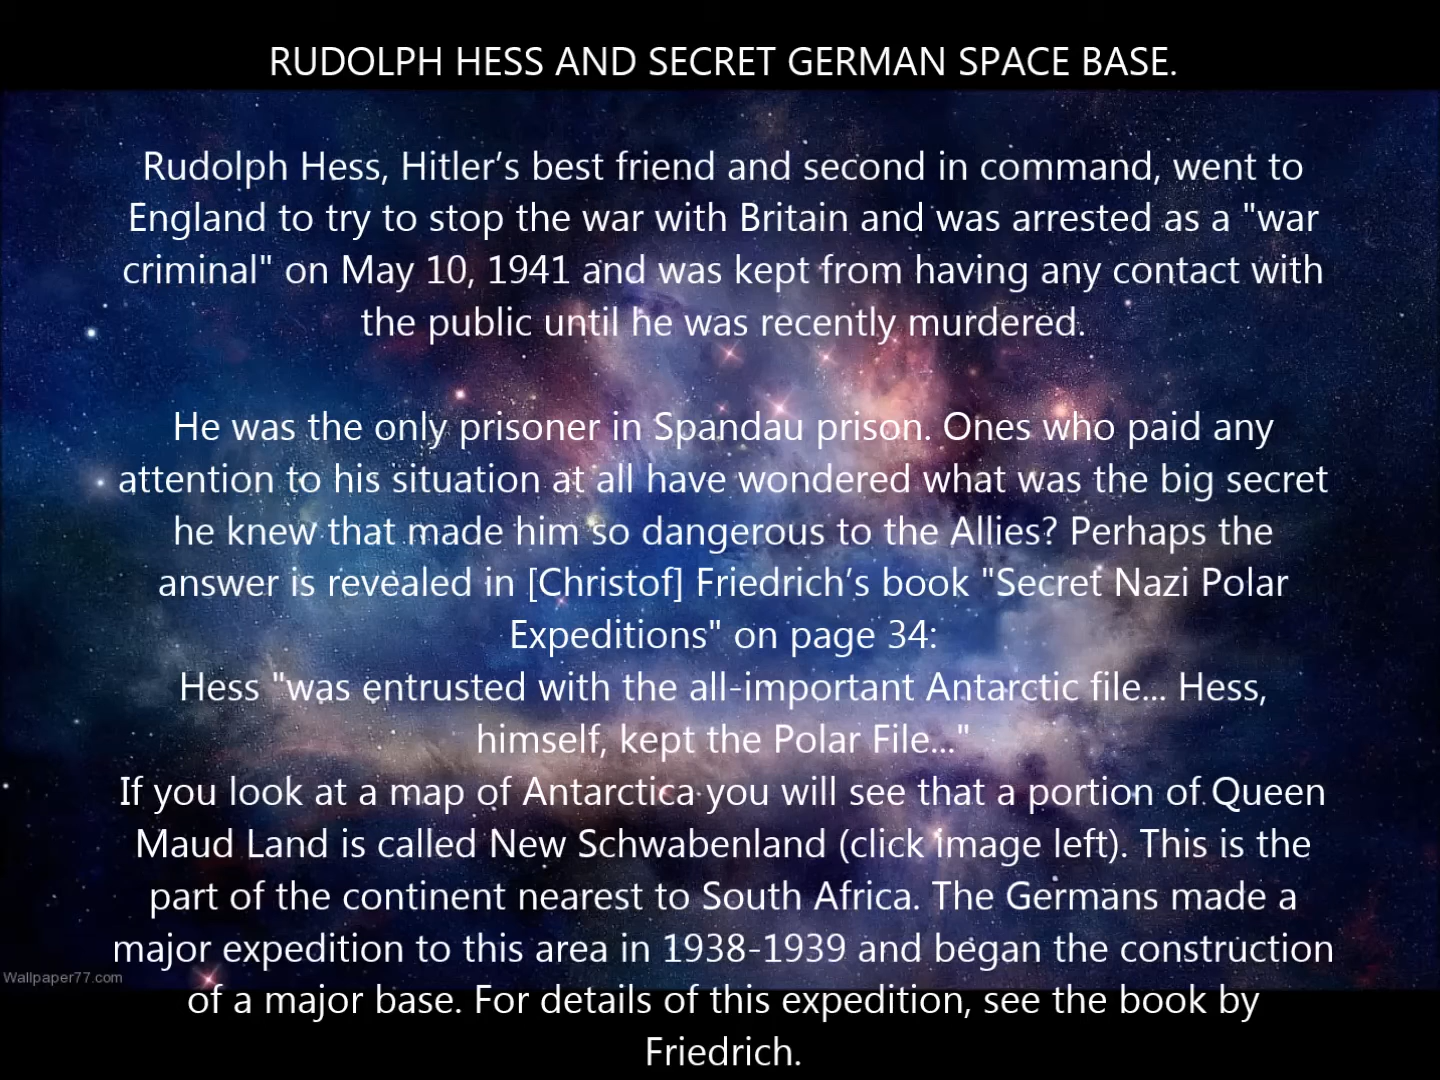 RUDOLPH HESS AND SECRET GERMAN SPACE BASE.
Rudolph Hess, Hitler’s best friend and second in command, went to
England to try to stop the war with Britain and was arrested as a "war
criminal" on May 10, 1941 and was kept from having any contact with
the public until he was recently murdered.
He was the only prisoner in Spandau prison. Ones who paid any
attention to his situation at all have wondered what was the big secret
he knew that made him so dangerous to the Allies? Perhaps the
answer is revealed in [Christof] Friedrich’s book "Secret Nazi Polar
Expeditions" on page 34:
Hess "was entrusted with the all-important Antarctic file... Hess,
himself, kept the Polar File..."
If you look at a map of Antarctica you will see that a portion of Queen
Maud Land is called New Schwabenland (click image left). This is the
part of the continent nearest to South Africa. The Germans made a
major expedition to this area in 1938-1939 and began the construction
Wallpaper77.com
of a major base. For details of this expedition, see the book by
Friedrich.